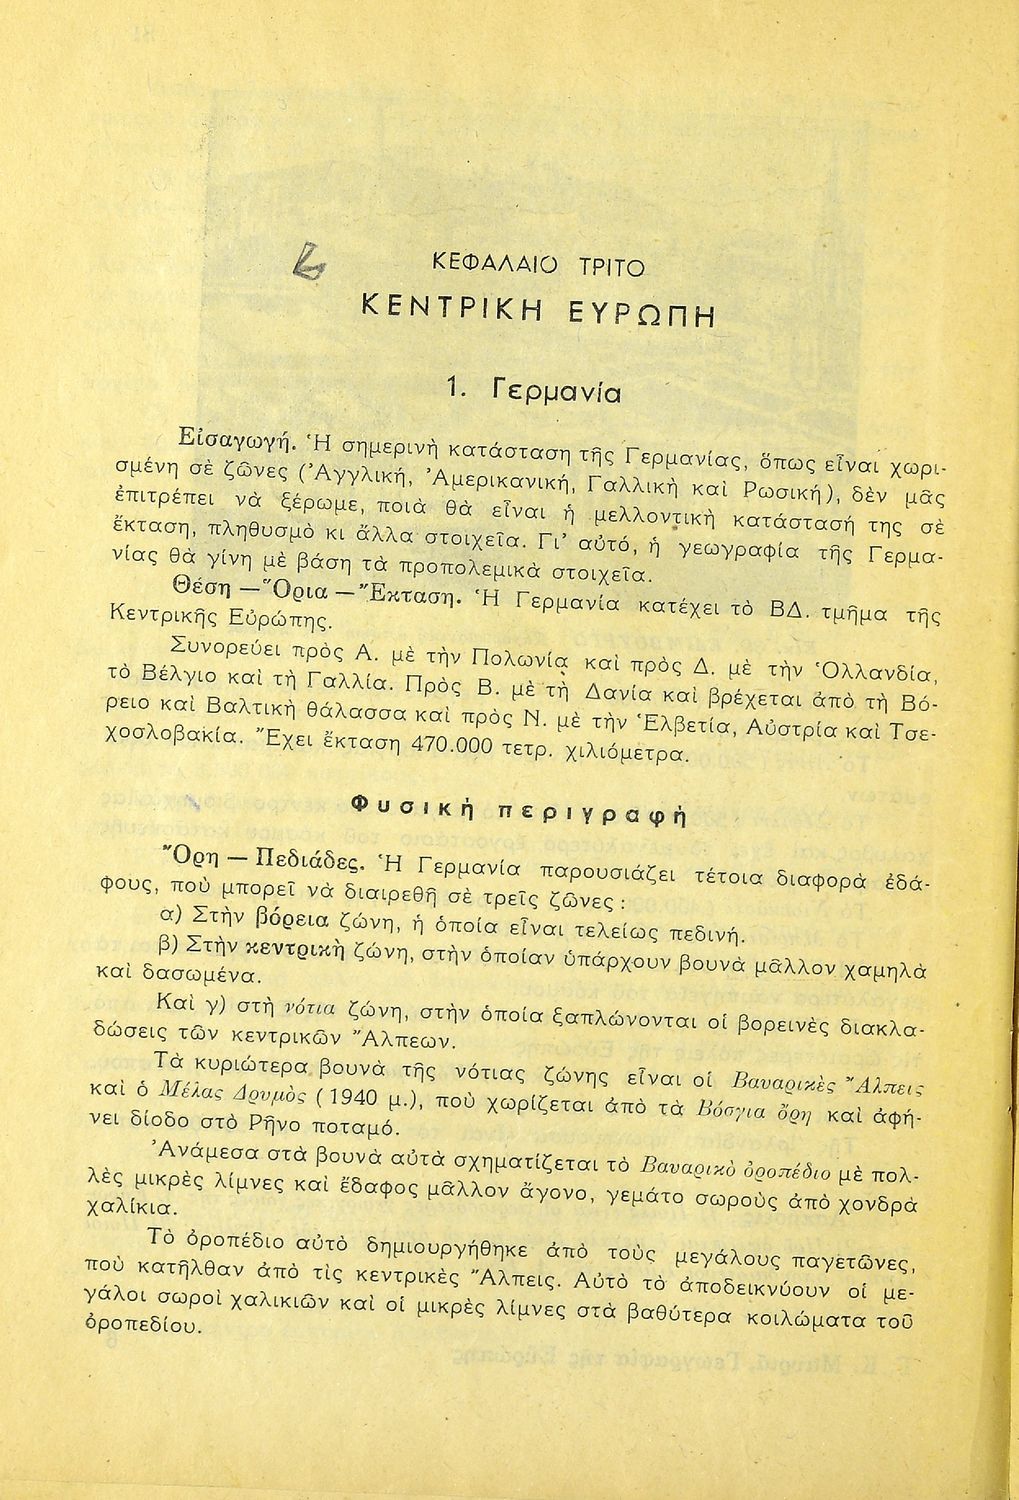 ΚΕΦΑΛΑΙΟ ΤΡΙΤΟ
ΚΕΝΤΡΙΚΗ ΕΥΡΩΠΗ
1. Γερμανία
Εἰσαγωγή. Ἡ σημερινὴ κατάσταση τῆς Γερμανίας, ὅπως εἶναι χωρι-
σμένη σὲ ζῶνες (Ἀγγλική, Ἀμερικανική, Γαλλικὴ καὶ Ρωσική), δὲν μᾶς
ἐπιτρέπει νὰ ξέρωμε, ποιὰ θὰ εἶναι ἡ μελλοντικὴ κατάστασή της σὲ
ἔκταση, πληθυσμὸ κι ἄλλα στοιχεῖα. Γι' αὐτό, ἡ γεωγραφία τῆς Γερμα-
νίας θὰ γίνη μὲ βάση τὰ προπολεμικὰ στοιχεῖα.
Θέση — Ὅρια — Ἔκταση. Ἡ Γερμανία κατέχει τὸ ΒΔ. τμῆμα τῆς
Κεντρικῆς Εὐρώπης.
Συνορεύει πρὸς Α. μὲ τὴν Πολωνία καὶ πρὸς Δ. μὲ τὴν Ὁλλανδία,
τὸ Βέλγιο καὶ τὴ Γαλλία. Πρὸς Β. μὲ τὴ Δανία καὶ βρέχεται ἀπὸ τὴ Βό-
ρειο καὶ Βαλτικὴ θάλασσα καὶ πρὸς Ν. μὲ τὴν Ἑλβετία, Αὐστρία καὶ Τσε-
χοσλοβακία. Ἔχει ἔκταση 470.000 τετρ. χιλιόμετρα.
Φυσικὴ περιγραφὴ
Ὄρη — Πεδιάδες. Ἡ Γερμανία παρουσιάζει τέτοια διαφορὰ ἐδά-
φους, ποὺ μπορεῖ νὰ διαιρεθῆ σὲ τρεῖς ζῶνες :
α) Στὴν βόρεια ζώνη, ἡ ὁποία εἶναι τελείως πεδινή.
β) Στὴν κεντρικὴ ζώνη, στὴν ὁποίαν ὑπάρχουν βουνὰ μᾶλλον χαμηλὰ
καὶ δασωμένα.
Καὶ γ) στὴ νότια ζώνη, στὴν ὁποία ξαπλώνονται οἱ βορεινὲς διακλα-
δώσεις τῶν κεντρικῶν Ἄλπεων.
Τὰ κυριώτερα βουνὰ τῆς νότιας ζώνης εἶναι οἱ Βαυαρικὲς Ἄλπεις
καὶ ὁ Μέλας Δρυμὸς (1940 μ.), ποὺ χωρίζεται ἀπὸ τὰ Βόσγια ὄρη καὶ ἀφή-
νει δίοδο στὸ Ρῆνο ποταμό.
Ἀνάμεσα στὰ βουνὰ αὐτὰ σχηματίζεται τὸ Βαυαρικὸ ὀροπέδιο μὲ πολ-
λὲς μικρὲς λίμνες καὶ ἔδαφος μᾶλλον ἄγονο, γεμάτο σωροὺς ἀπὸ χονδρὰ
χαλίκια.
Τὸ ὀροπέδιο αὐτὸ δημιουργήθηκε ἀπὸ τοὺς μεγάλους παγετῶνες,
ποὺ κατῆλθαν ἀπὸ τὶς κεντρικὲς Ἄλπεις. Αὐτὸ τὸ ἀποδεικνύουν οἱ με-
γάλοι σωροὶ χαλικιῶν καὶ οἱ μικρὲς λίμνες στὰ βαθύτερα κοιλώματα τοῦ
ὀροπεδίου.